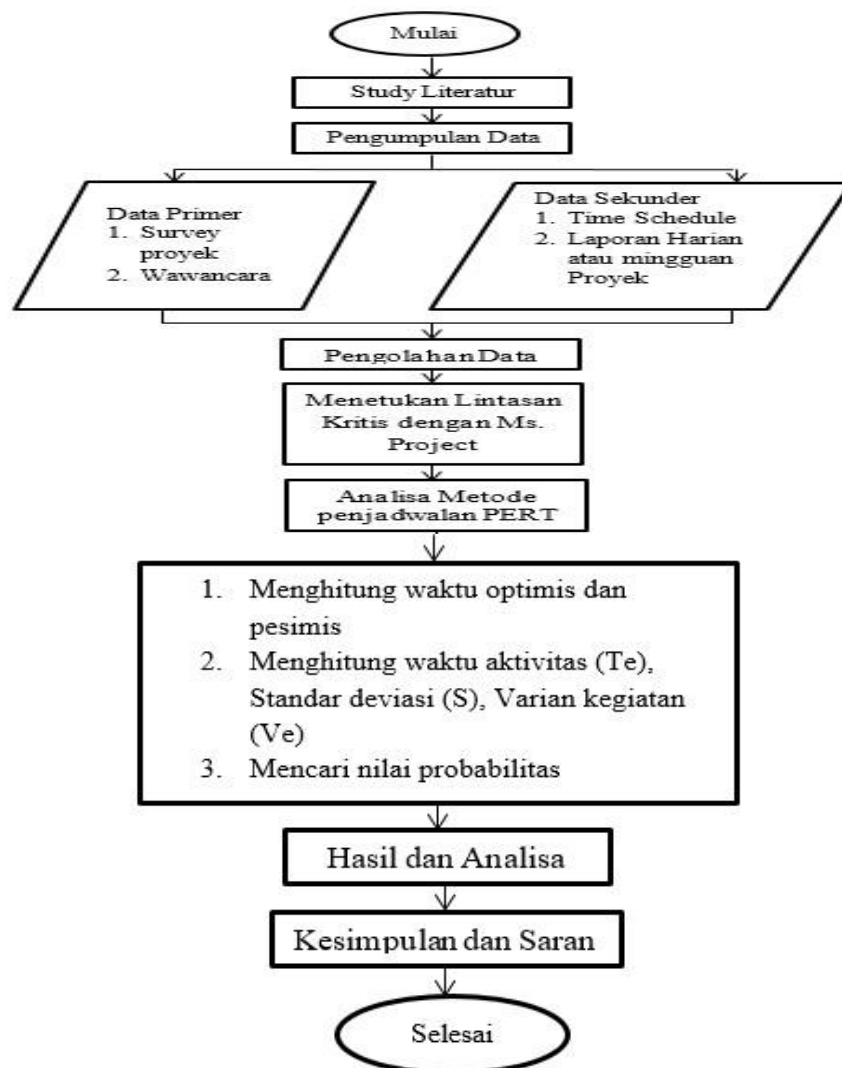 Mulai
Study Literatur
Pengumpulan Data
Data Primer
1. Survey
proyek
2. Wawancara
Data Sekunder
1. Time Schedule
2. Laporan Harian
atau mingguan
Proyek
Pengolahan Data
Menetukan Lintasan
Kritis dengan Ms.
Project
Analisa Metode
penjadwalan PERT
1. Menghitung waktu optimis dan
pesimis
2. Menghitung waktu aktivitas (Te),
Standar deviasi (S), Varian kegiatan
(Ve)
3. Mencari nilai probabilitas
Hasil dan Analisa
Kesimpulan dan Saran
Selesai